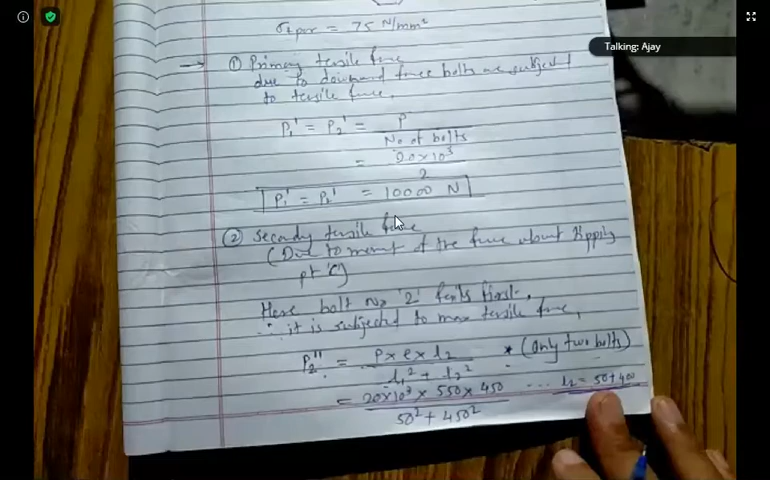 σt per = 75 N/mm²
Talking: Ajay
→ ① Primary tensile force
due to downward force bolts are subject
to tensile force.
P₁' = P₂' = P / No of bolts
= 20×10³ / 2
P₁' = P₂' = 10000 N
② Secondary tensile force
(Due to moment of the force about Tipping
pt 'C')
Here bolt No '2' fails first.
∴ it is subjected to max tensile force,
P₂'' = P × e × l₂ / l₁² + l₂² * (Only two bolts)
= 20×10³ × 550 × 450 / 50² + 450² ... l₂ = 50+400